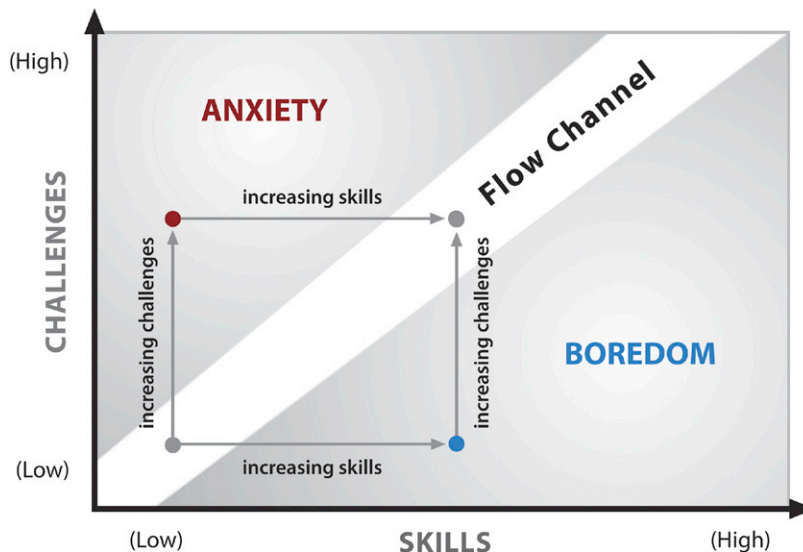 (High)
ANXIETY
Flow Channel
increasing skills
CHALLENGES
increasing challenges
increasing challenges
BOREDOM
(Low)
increasing skills
(Low)
SKILLS
(High)